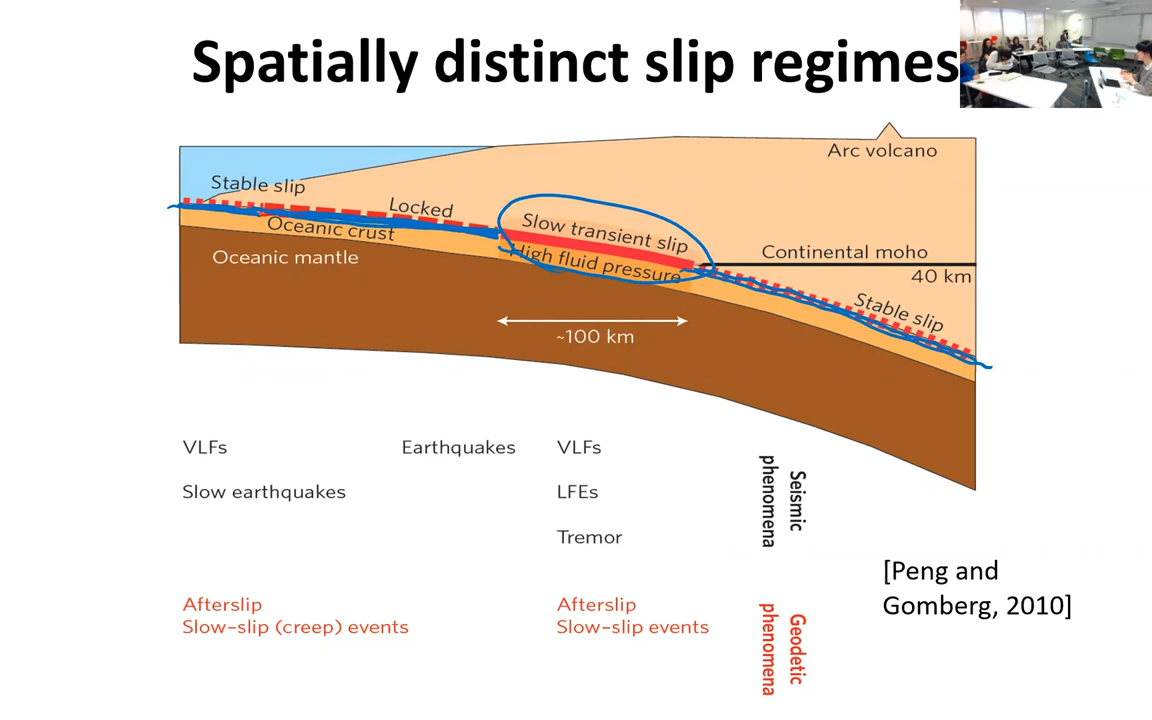 Spatially distinct slip regimes
Arc volcano
Stable slip
Locked
Slow transient slip
Oceanic crust
High fluid pressure
Continental moho
Oceanic mantle
40 km
Stable slip
~100 km
VLFs
Earthquakes
VLFs
Slow earthquakes
LFEs
Tremor
Seismic
phenomena
[Peng and
Gomberg, 2010]
Afterslip
Slow-slip (creep) events
Afterslip
Slow-slip events
Geodetic
phenomena